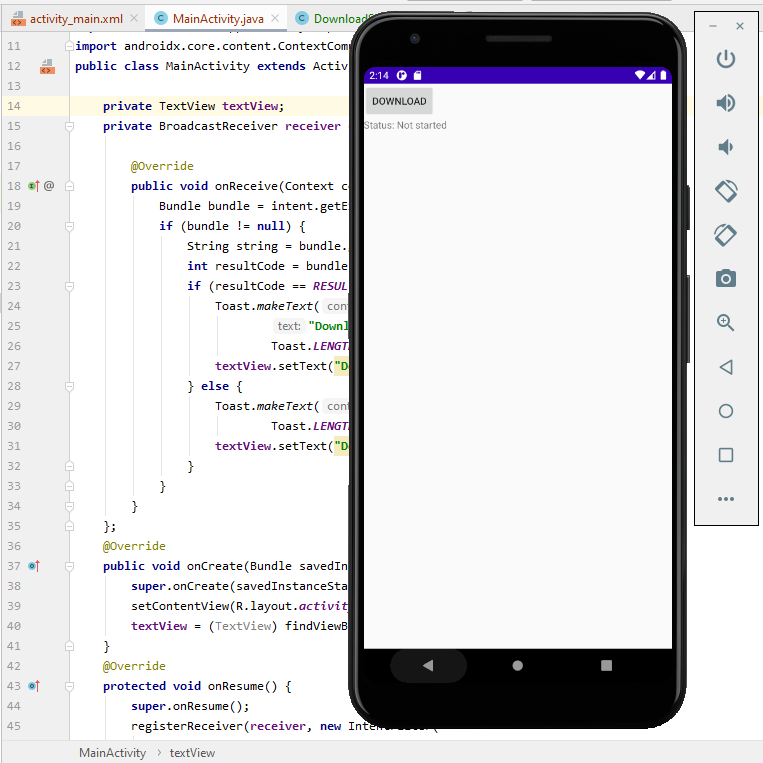 activity_main.xml MainActivity.java
11 import androidx.core.content.ContextComp
12 public class MainActivity extends Activ
13
14 private TextView textView;
15 private BroadcastReceiver receiver
16
17 @Override
18 @ public void onReceive(Context co
19 Bundle bundle = intent.getE
20 if (bundle != null) {
21 String string = bundle.
22 int resultCode = bundle
23 if (resultCode == RESUL
24 Toast.makeText( cont
25 text: "Downl
26 Toast.LENGT
27 textView.setText("Do
28 } else {
29 Toast.makeText( cont
30 Toast.LENGT
31 textView.setText("Do
32 }
33 }
34 }
35 };
36 @Override
37 public void onCreate(Bundle savedIn
38 super.onCreate(savedInstanceSta
39 setContentView(R.layout.activit
40 textView = (TextView) findViewB
41 }
42 @Override
43 protected void onResume() {
44 super.onResume();
45 registerReceiver(receiver, new
MainActivity > textView
2:14
DOWNLOAD
Status: Not started